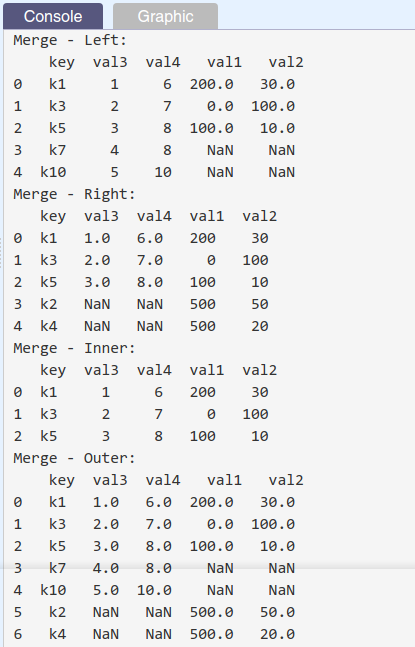 Console Graphic
Merge - Left:
    key  val3  val4   val1   val2
0    k1     1     6  200.0   30.0
1    k3     2     7    0.0  100.0
2    k5     3     8  100.0   10.0
3    k7     4     8    NaN    NaN
4   k10     5    10    NaN    NaN
Merge - Right:
   key  val3  val4  val1  val2
0  k1   1.0   6.0   200    30
1  k3   2.0   7.0     0   100
2  k5   3.0   8.0   100    10
3  k2   NaN   NaN   500    50
4  k4   NaN   NaN   500    20
Merge - Inner:
   key  val3  val4  val1  val2
0  k1     1     6   200    30
1  k3     2     7     0   100
2  k5     3     8   100    10
Merge - Outer:
    key  val3  val4   val1   val2
0    k1   1.0   6.0  200.0   30.0
1    k3   2.0   7.0    0.0  100.0
2    k5   3.0   8.0  100.0   10.0
3    k7   4.0   8.0    NaN    NaN
4   k10   5.0  10.0    NaN    NaN
5    k2   NaN   NaN  500.0   50.0
6    k4   NaN   NaN  500.0   20.0